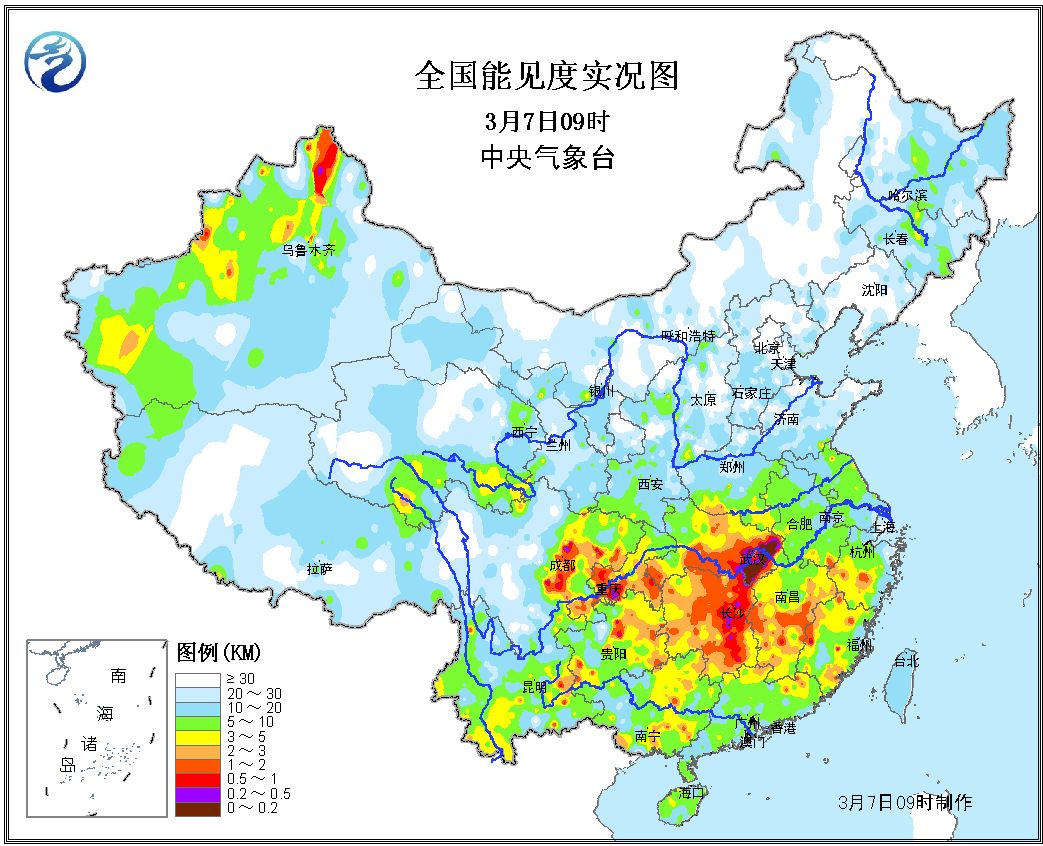 全国能见度实况图
3月7日09时
中央气象台
哈尔滨
长春
乌鲁木齐
沈阳
呼和浩特
北京
天津
银川
太原
石家庄
济南
西宁
兰州
郑州
西安
合肥
南京
上海
杭州
武汉
成都
拉萨
重庆
南昌
长沙
福州
贵阳
台北
昆明
广州
香港
澳门
南宁
海口
南
海
诸
岛
图例(KM)
≥30
20～30
10～20
5～10
3～5
2～3
1～2
0.5～1
0.2～0.5
0～0.2
3月7日09时制作